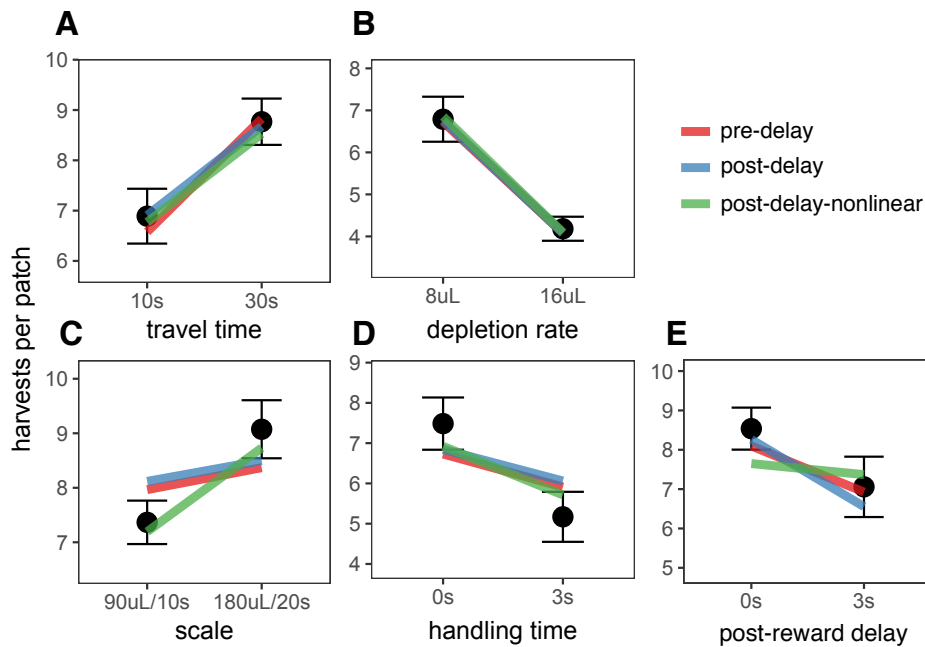 A
B
10
9
8
7
6
10s
30s
travel time
8
7
6
5
4
8uL
16uL
depletion rate
pre-delay
post-delay
post-delay-nonlinear
harvests per patch
C
D
E
10
9
8
7
90uL/10s
180uL/20s
scale
9
8
7
6
5
4
0s
3s
handling time
10
9
8
7
6
5
0s
3s
post-reward delay